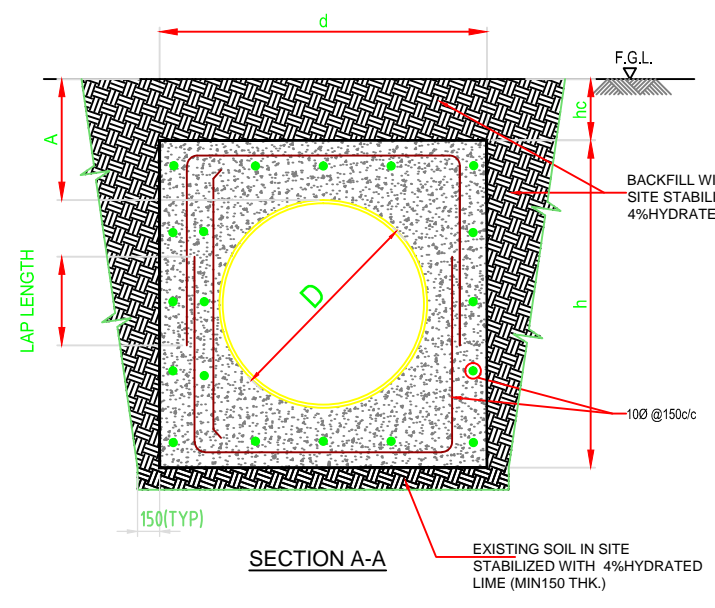 d
F.G.L.
hc
A
BACKFILL WI
SITE STABILI
4%HYDRATE
LAP LENGTH
D
h
10Ø @150c/c
150(TYP)
SECTION A-A
EXISTING SOIL IN SITE
STABILIZED WITH 4%HYDRATED
LIME (MIN150 THK.)